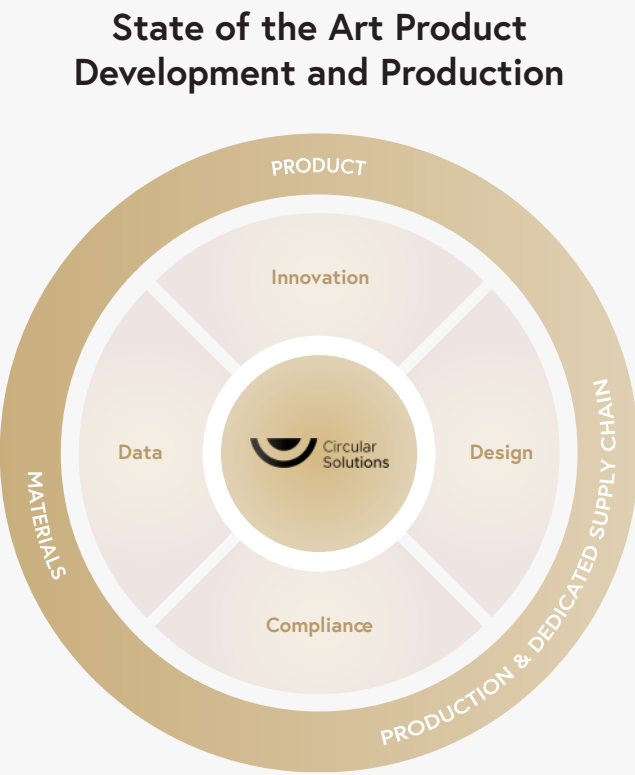 State of the Art Product
Development and Production
PRODUCT
Innovation
Data
Circular
Solutions
Design
MATERIALS
PRODUCTION & DEDICATED SUPPLY CHAIN
Compliance